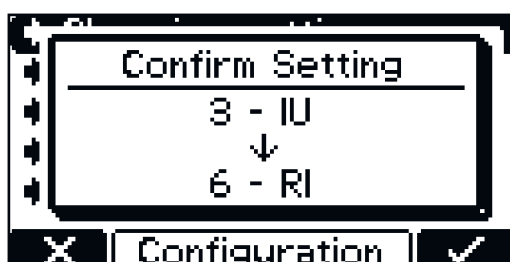 Confirm Setting
3 - IU
↓
6 - RI
X Configuration ✓